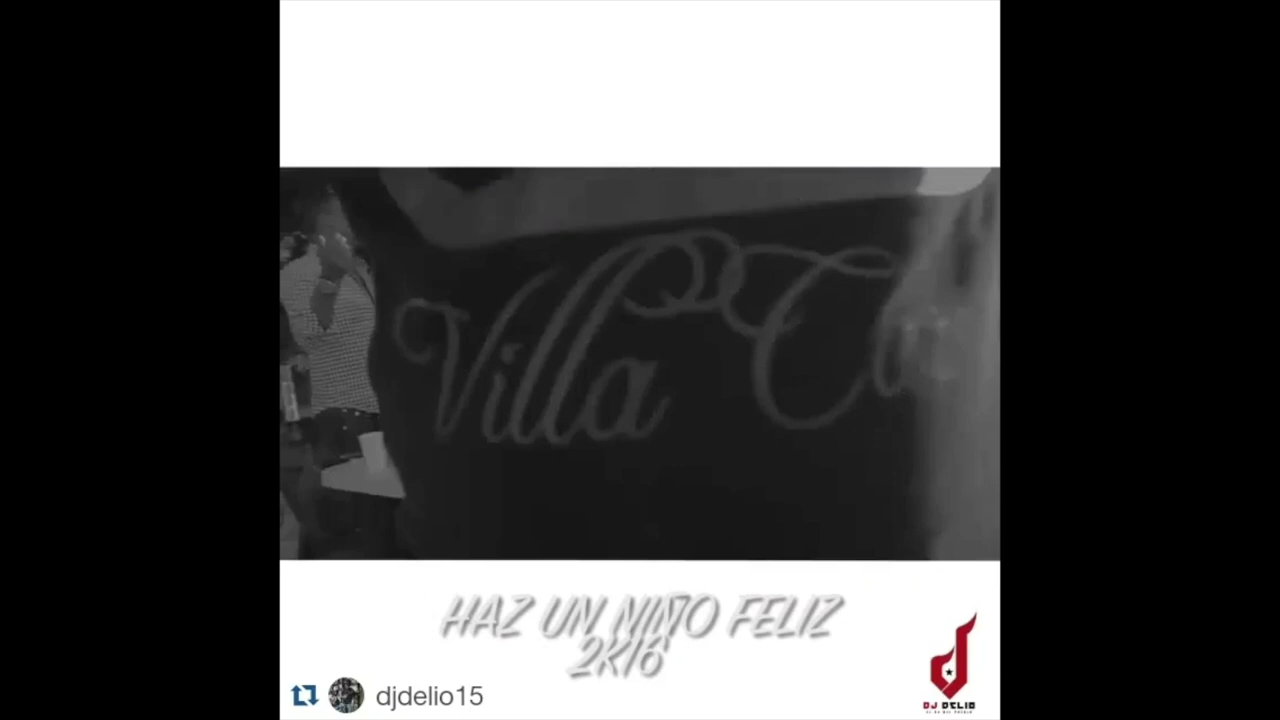 Villa
HAZ UN NIÑO FELIZ
2K16
djdelio15
DJ DELIO